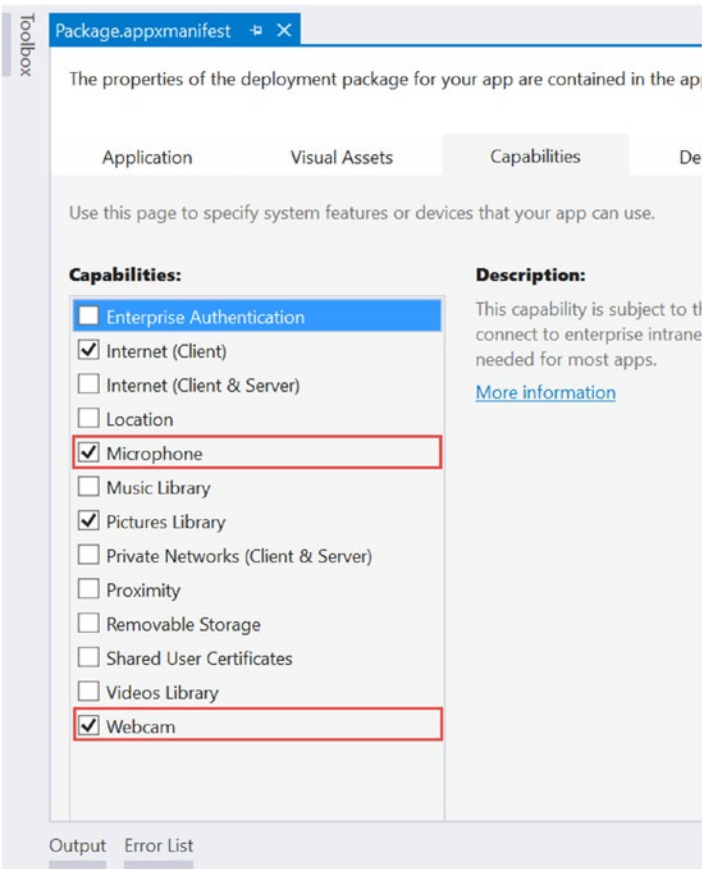 Toolbox
Package.appxmanifest
The properties of the deployment package for your app are contained in the
Application Visual Assets Capabilities
Use this page to specify system features or devices that your app can use.
Capabilities: Description:
Enterprise Authentication
This capability is subject to
Internet (Client)
connect to enterprise
needed for most apps.
Internet (Client & Server)
More information
Location
Microphone
Music Library
Pictures Library
Private Networks (Client & Server)
Proximity
Removable Storage
Shared User Certificates
Videos Library
Webcam
Output Error List